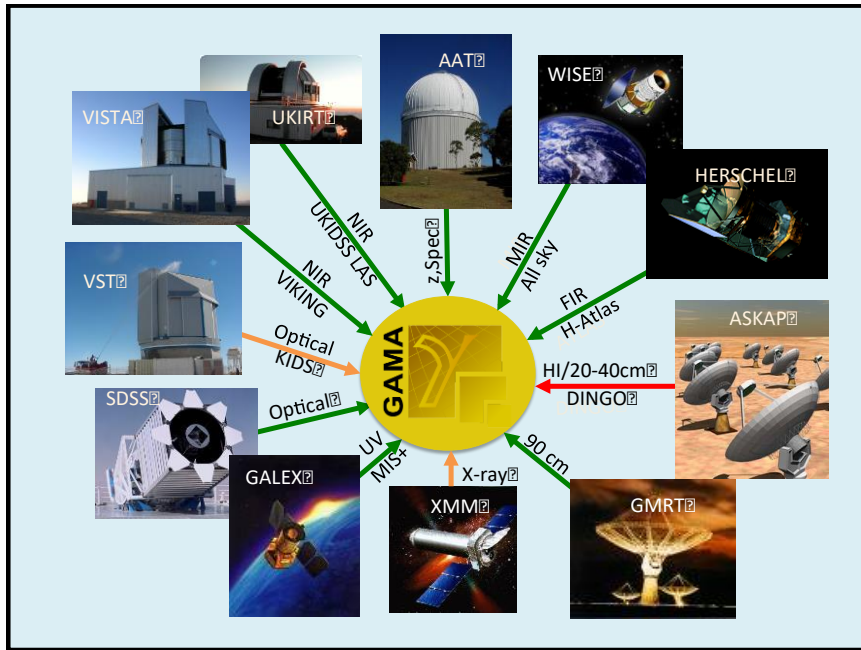 AAT
WISE
VISTA
UKIRT
HERSCHEL
NIR
UKIDSS LAS
z,Spec
MIR
All sky
NIR
VIKING
FIR
H-Atlas
VST
Optical
KIDS
GAMA
γ
ASKAP
HI/20-40cm
DINGO
SDSS
Optical
UV
MIS+
90 cm
GALEX
X-ray
XMM
GMRT